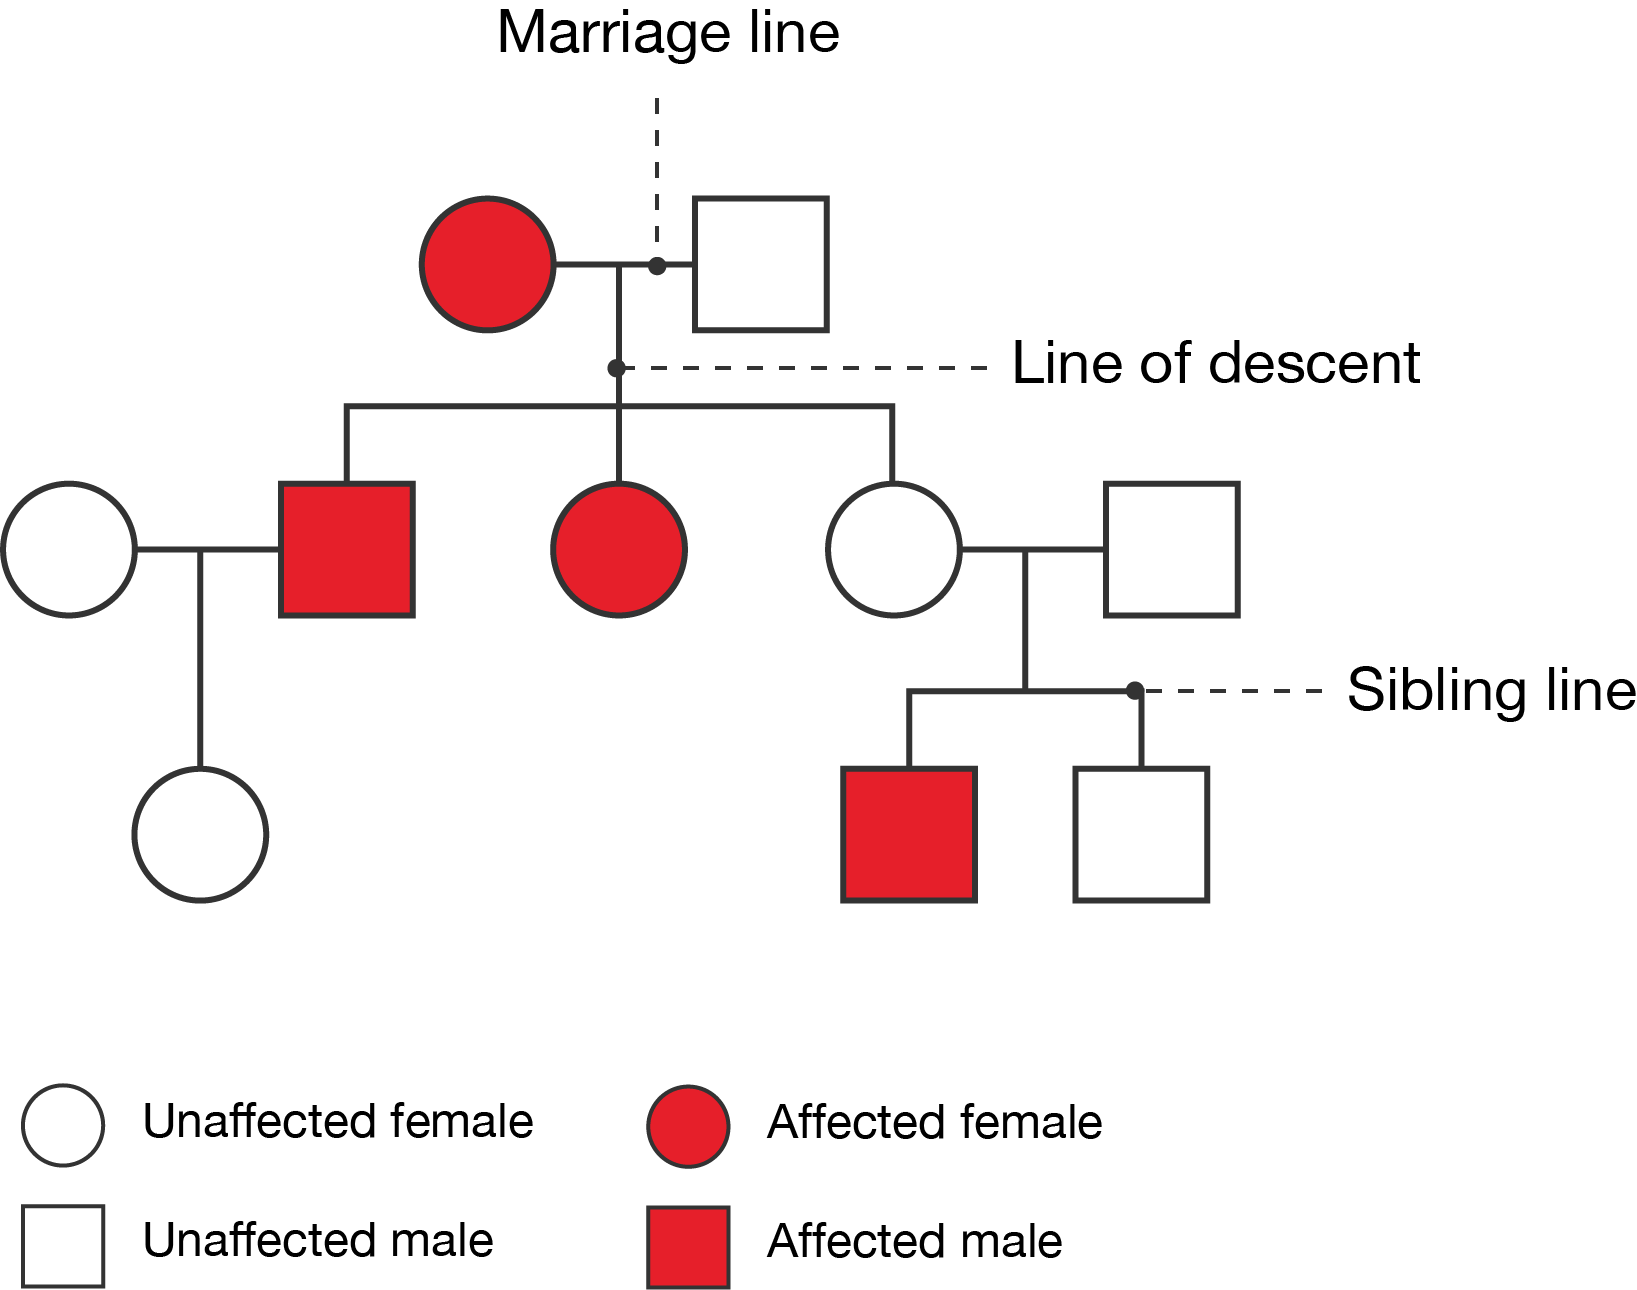 Marriage line
Line of descent
Sibling line
Unaffected female
Affected female
Unaffected male
Affected male